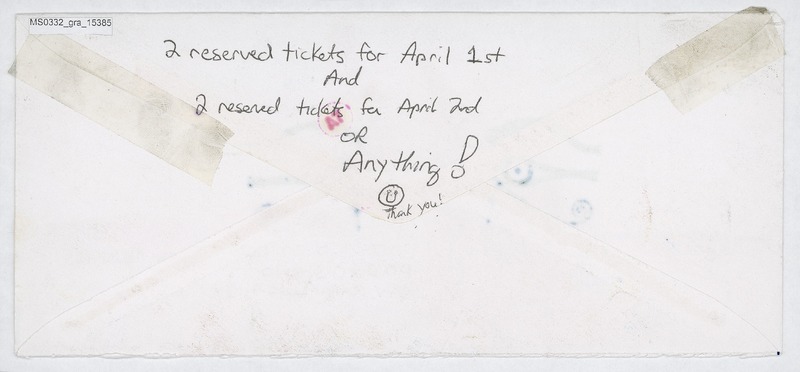 MS0332_gra_15385
2 reserved tickets for April 1st
And
2 reserved tickets for April 2nd
OR
Anything!
Thank you!